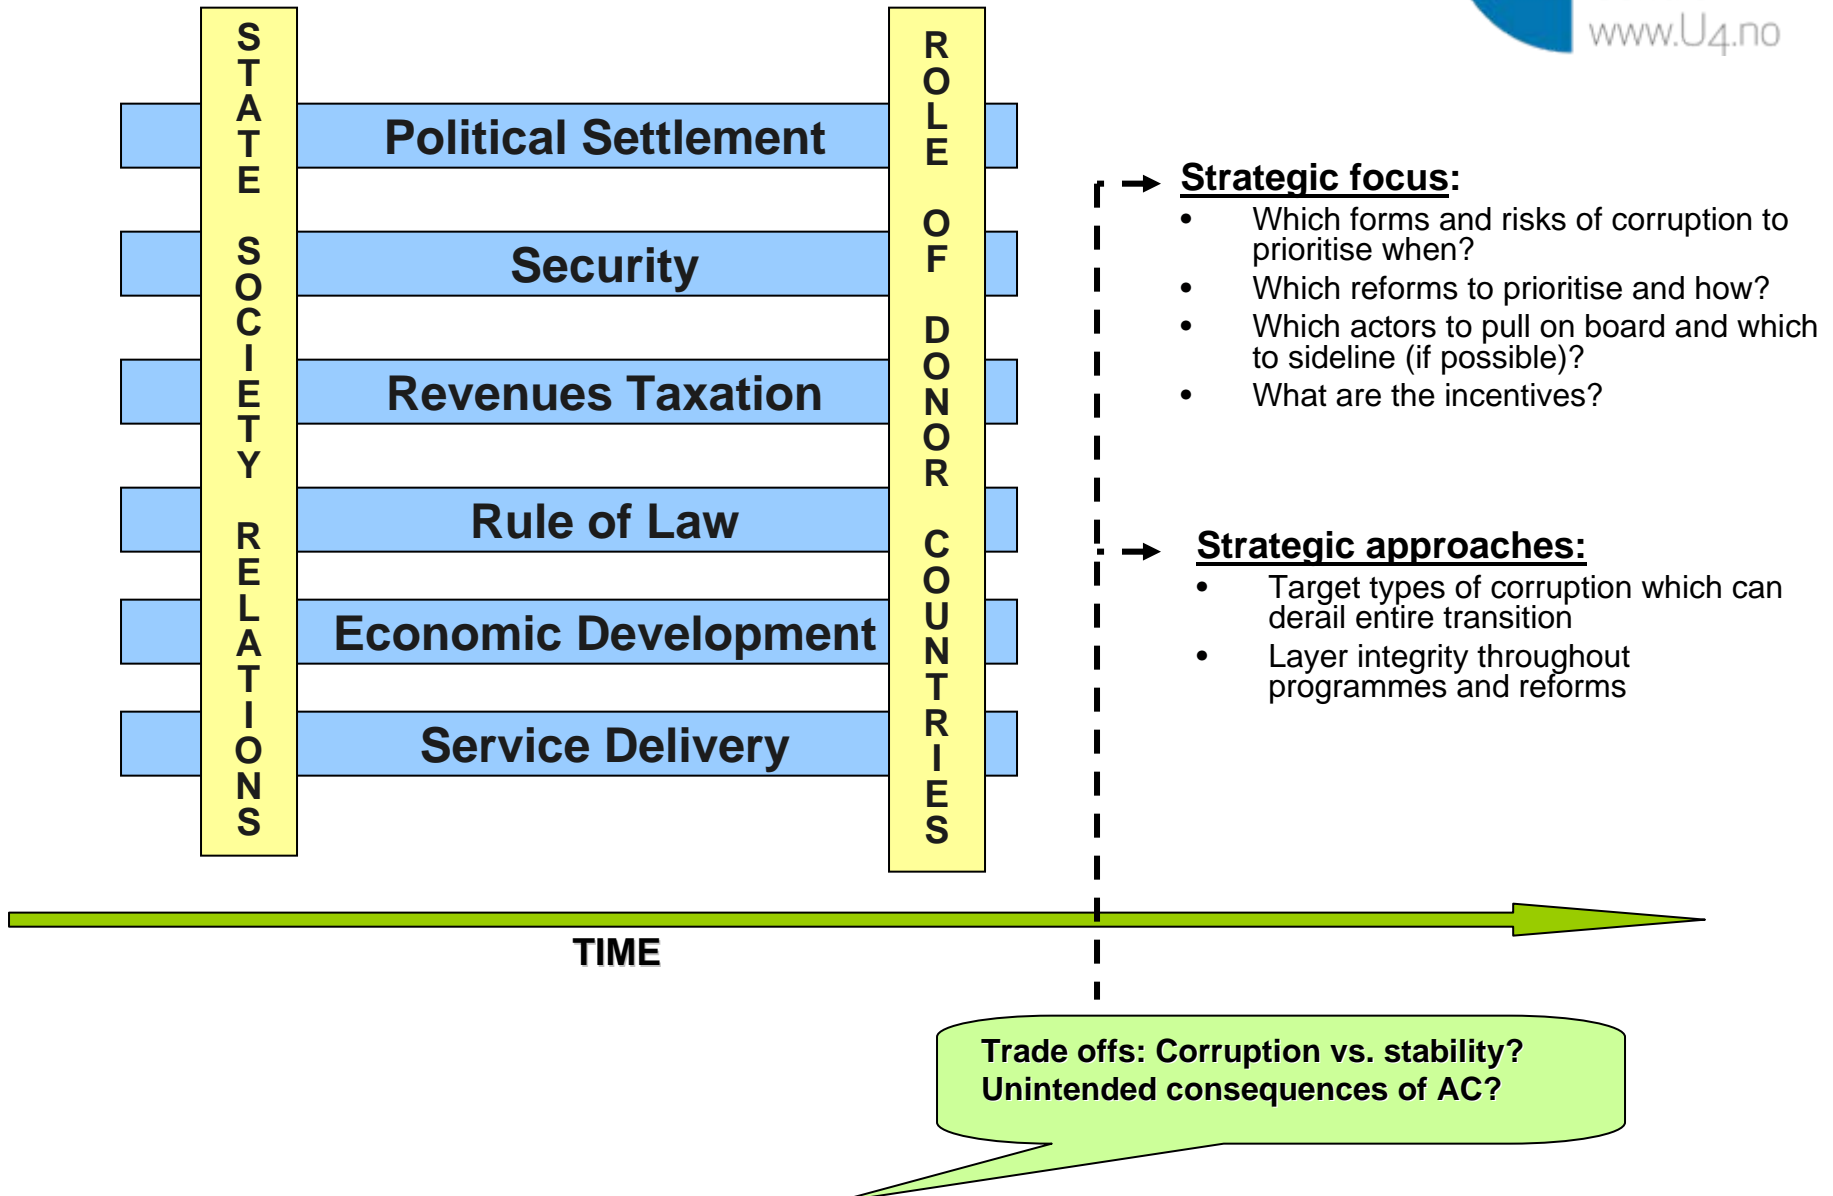 www.U4.no
STATE SOCIETY RELATIONS
ROLE OF DONOR COUNTRIES
Political Settlement
Security
Revenues Taxation
Rule of Law
Economic Development
Service Delivery
Strategic focus:
• Which forms and risks of corruption to
prioritise when?
• Which reforms to prioritise and how?
• Which actors to pull on board and which
to sideline (if possible)?
• What are the incentives?
Strategic approaches:
• Target types of corruption which can
derail entire transition
• Layer integrity throughout
programmes and reforms
TIME
Trade offs: Corruption vs. stability?
Unintended consequences of AC?